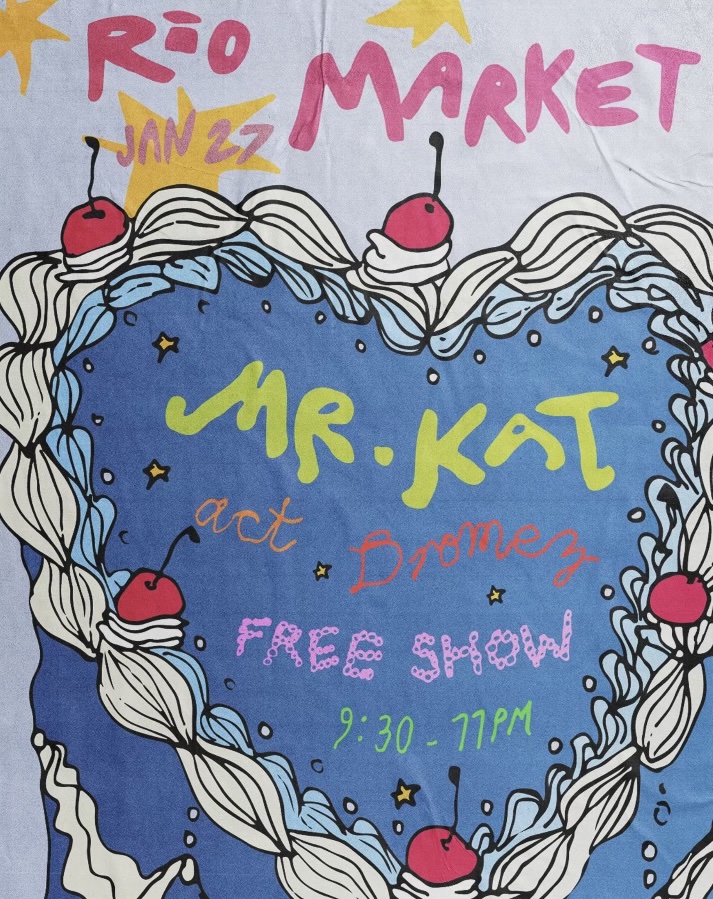 RIO
MARKET
JAN 27
MR. KAT
act
Bromez
FREE SHOW
9:30 - 11PM